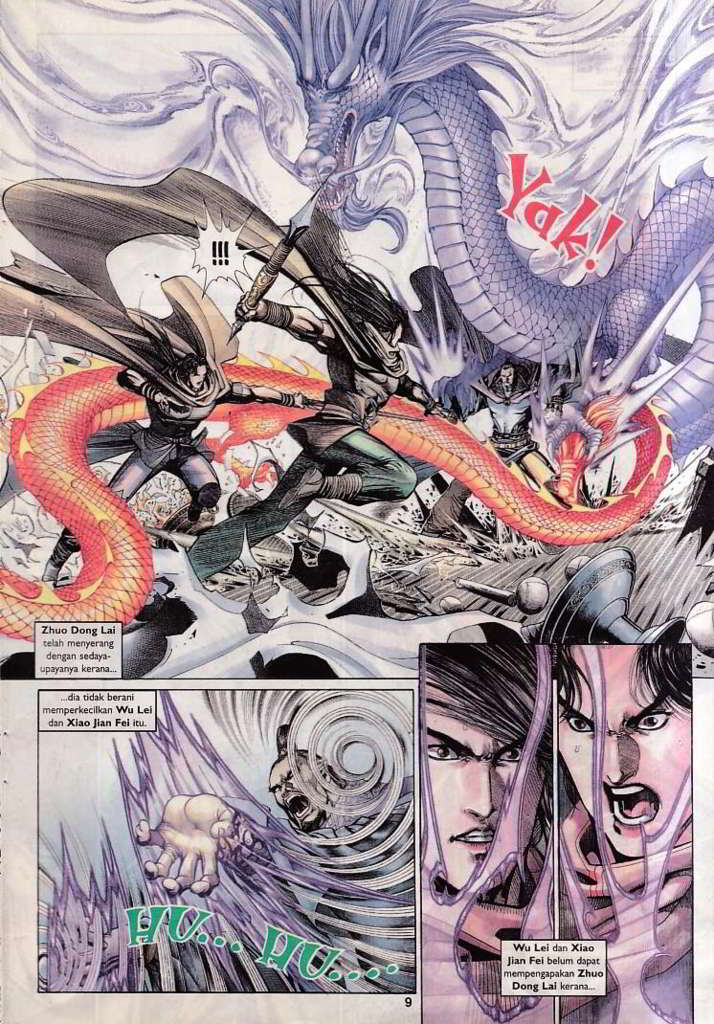 Yak!
!!!
Zhuo Dong Lai
telah menyerang
dengan sedaya-
upayanya kerana...
...dia tidak berani
memperkecilkan Wu Lei
dan Xiao Jian Fei itu.
HU... HU....
Wu Lei dan Xiao
Jian Fei belum dapat
mengapakan Zhuo
Dong Lai kerana...
9